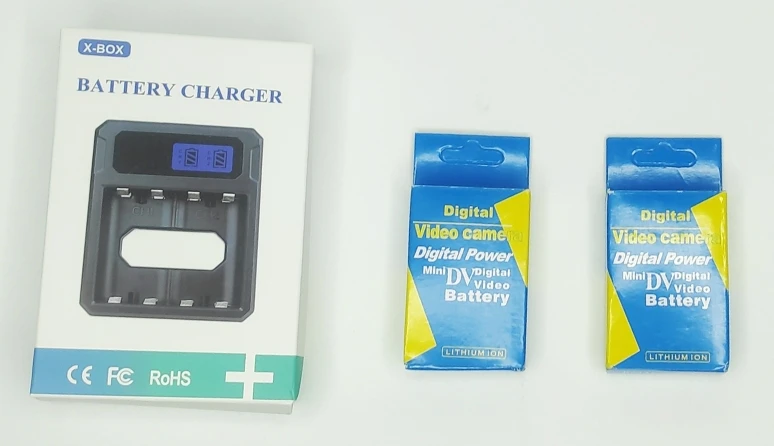 X-BOX
BATTERY CHARGER
CE FC RoHS
Digital
Video camera
Digital Power
Mini DV Digital
Video
Battery
LITHIUM ION
Digital
Video camera
Digital Power
Mini DV Digital
Video
Battery
LITHIUM ION